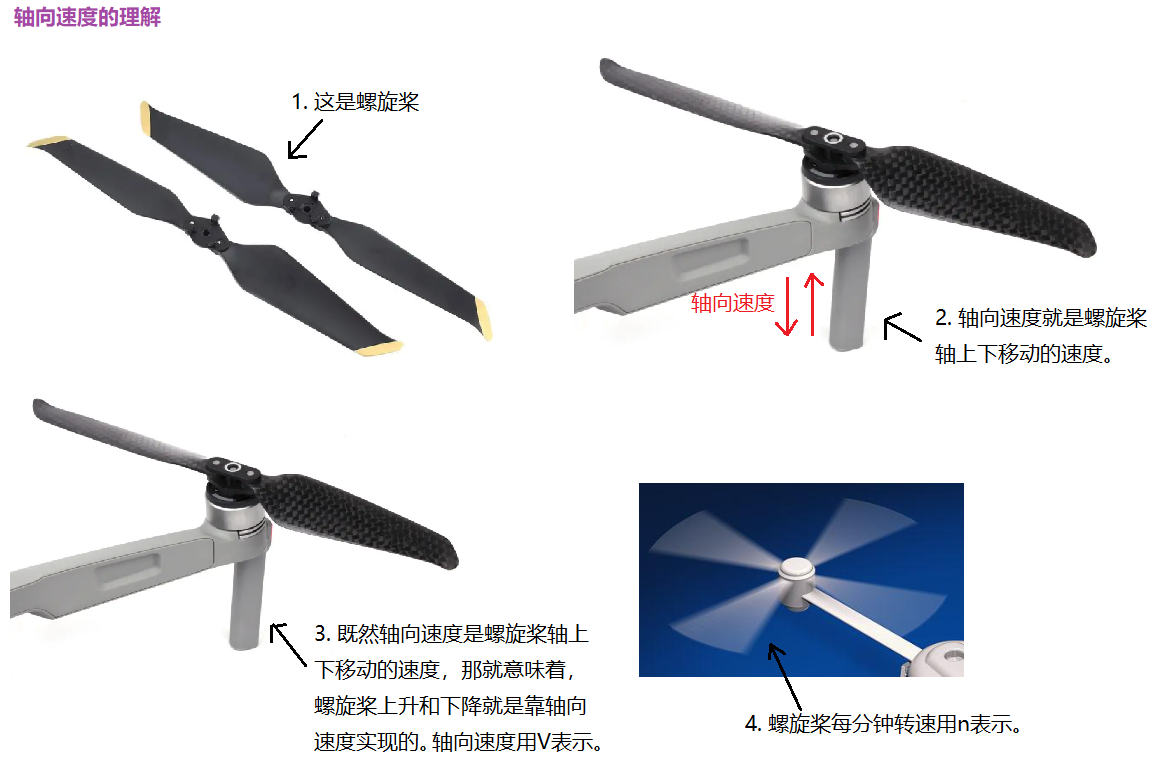 轴向速度的理解
1. 这是螺旋桨
轴向速度
2. 轴向速度就是螺旋桨
轴上下移动的速度。
3. 既然轴向速度是螺旋桨轴上
下移动的速度，那就意味着，
螺旋桨上升和下降就是靠轴向
速度实现的。轴向速度用V表示。
4. 螺旋桨每分钟转速用n表示。